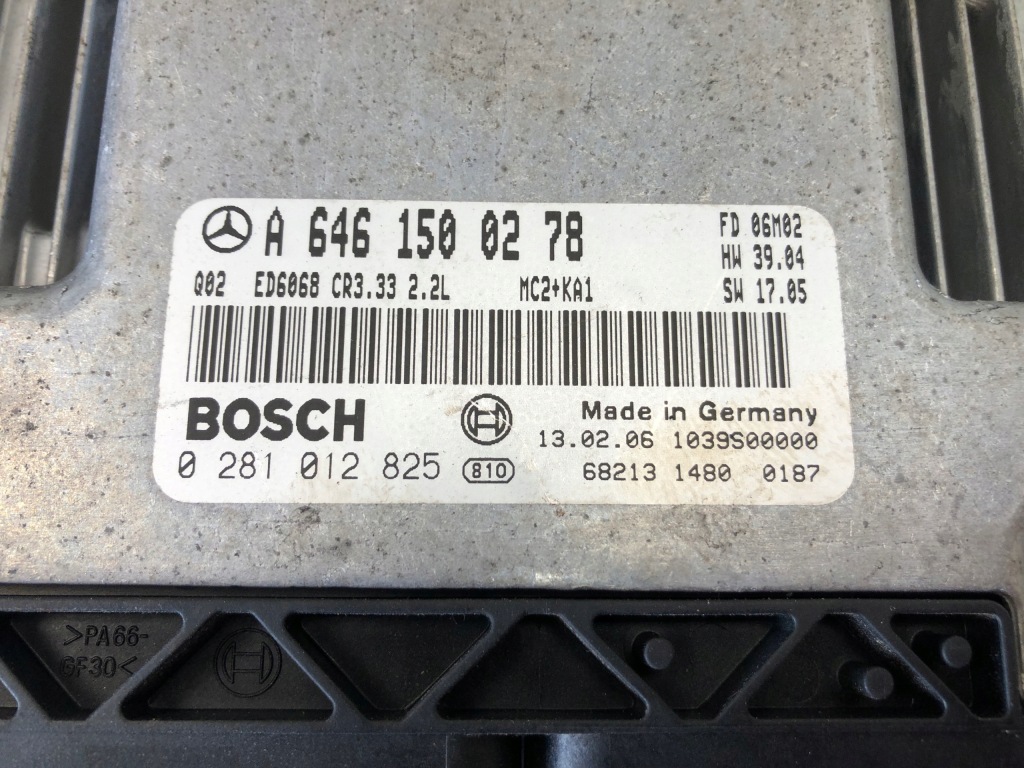 A 646 150 02 78 FD 06M02
HW 39.04
Q02 ED6068 CR3.33 2.2L MC2+KA1 SW 17.05
BOSCH Made in Germany
13.02.06 1039S00000
0 281 012 825 810 68213 1480 0187
>PA66-
GF30<